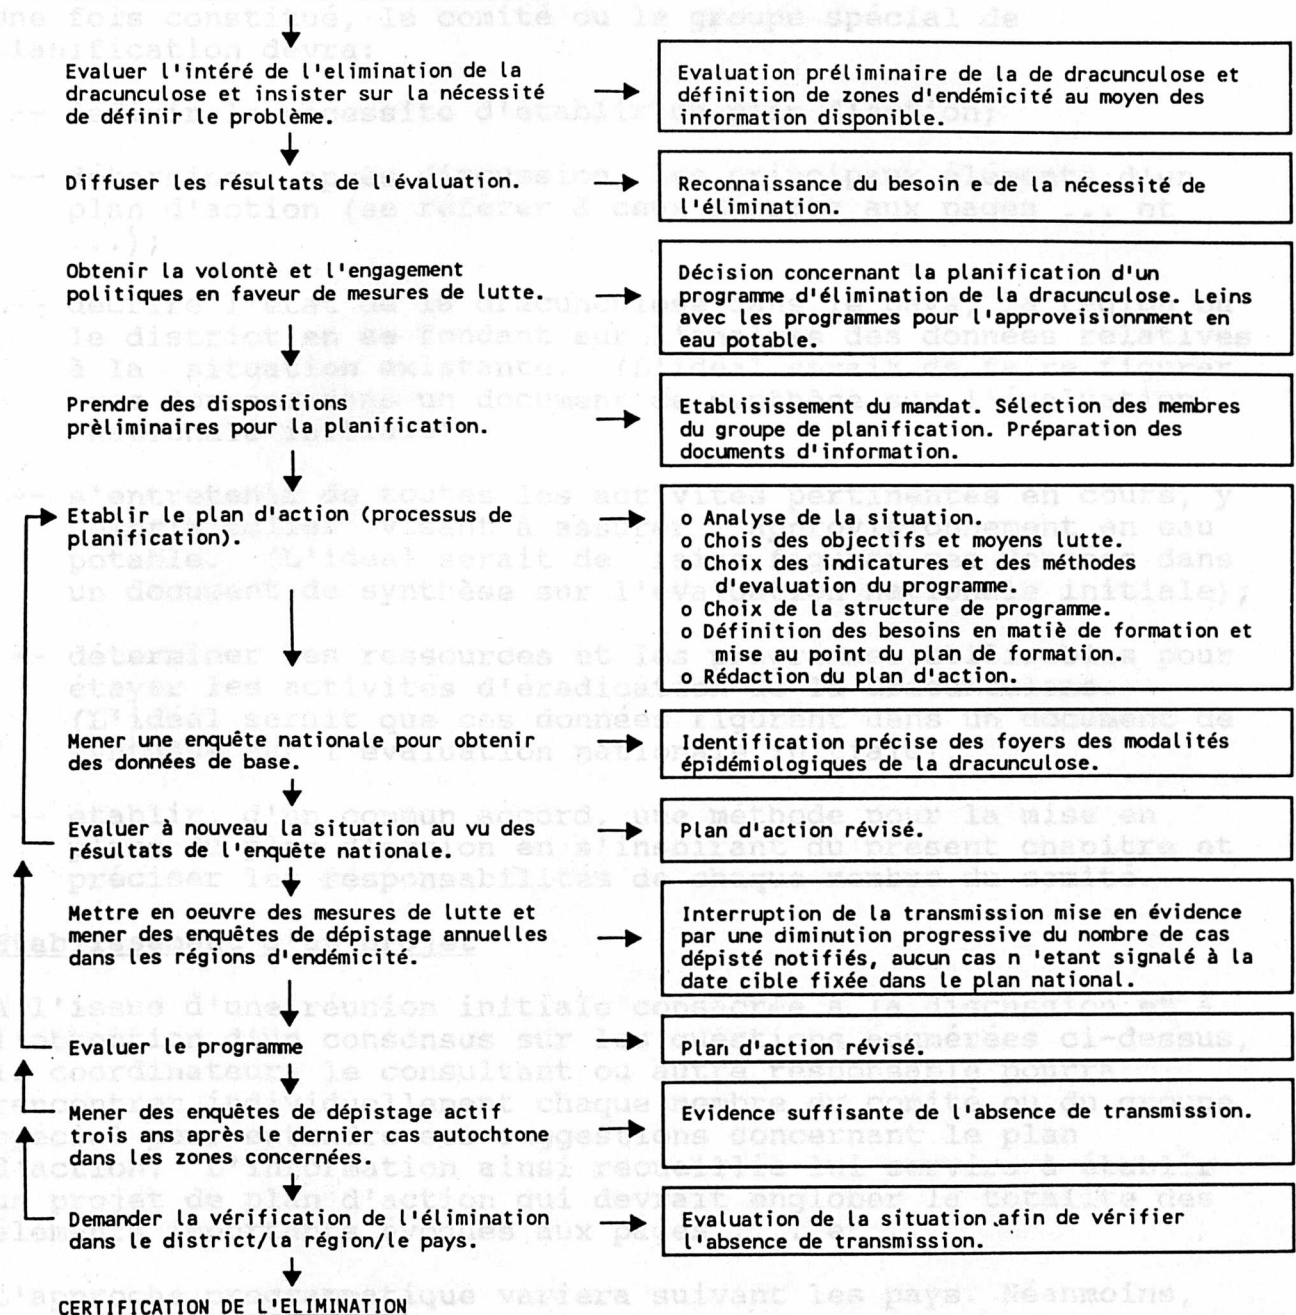 Evaluer l'intéré de l'elimination de la
dracunculose et insister sur la nécessité
de définir le problème.
Evaluation préliminaire de la de dracunculose et
définition de zones d'endémicité au moyen des
information disponible.
Diffuser les résultats de l'évaluation.
Reconnaissance du besoin e de la nécessité de
l'élimination.
Obtenir la volontè et l'engagement
politiques en faveur de mesures de lutte.
Décision concernant la planification d'un
programme d'élimination de la dracunculose. Leins
avec les programmes pour l'approveisionnment en
eau potable.
Prendre des dispositions
prèliminaires pour la planification.
Etablisissement du mandat. Sélection des membres
du groupe de planification. Préparation des
documents d'information.
Etablir le plan d'action (processus de
planification).
o Analyse de la situation.
o Choix des objectifs et moyens lutte.
o Choix des indicatures et des méthodes
d'evaluation du programme.
o Choix de la structure de programme.
o Définition des besoins en matiè de formation et
mise au point du plan de formation.
o Rédaction du plan d'action.
Mener une enquête nationale pour obtenir
des données de base.
Identification précise des foyers des modalités
épidémiologiques de la dracunculose.
Evaluer à nouveau la situation au vu des
résultats de l'enquête nationale.
Plan d'action révisé.
Mettre en oeuvre des mesures de lutte et
mener des enquêtes de dépistage annuelles
dans les régions d'endémicité.
Interruption de la transmission mise en évidence
par une diminution progressive du nombre de cas
dépisté notifiés, aucun cas n 'etant signalé à la
date cible fixée dans le plan national.
Evaluer le programme
Plan d'action révisé.
Mener des enquêtes de dépistage actif
trois ans après le dernier cas autochtone
dans les zones concernées.
Evidence suffisante de l'absence de transmission.
Demander la vérification de l'élimination
dans le district/la région/le pays.
Evaluation de la situation afin de vérifier
l'absence de transmission.
CERTIFICATION DE L'ELIMINATION